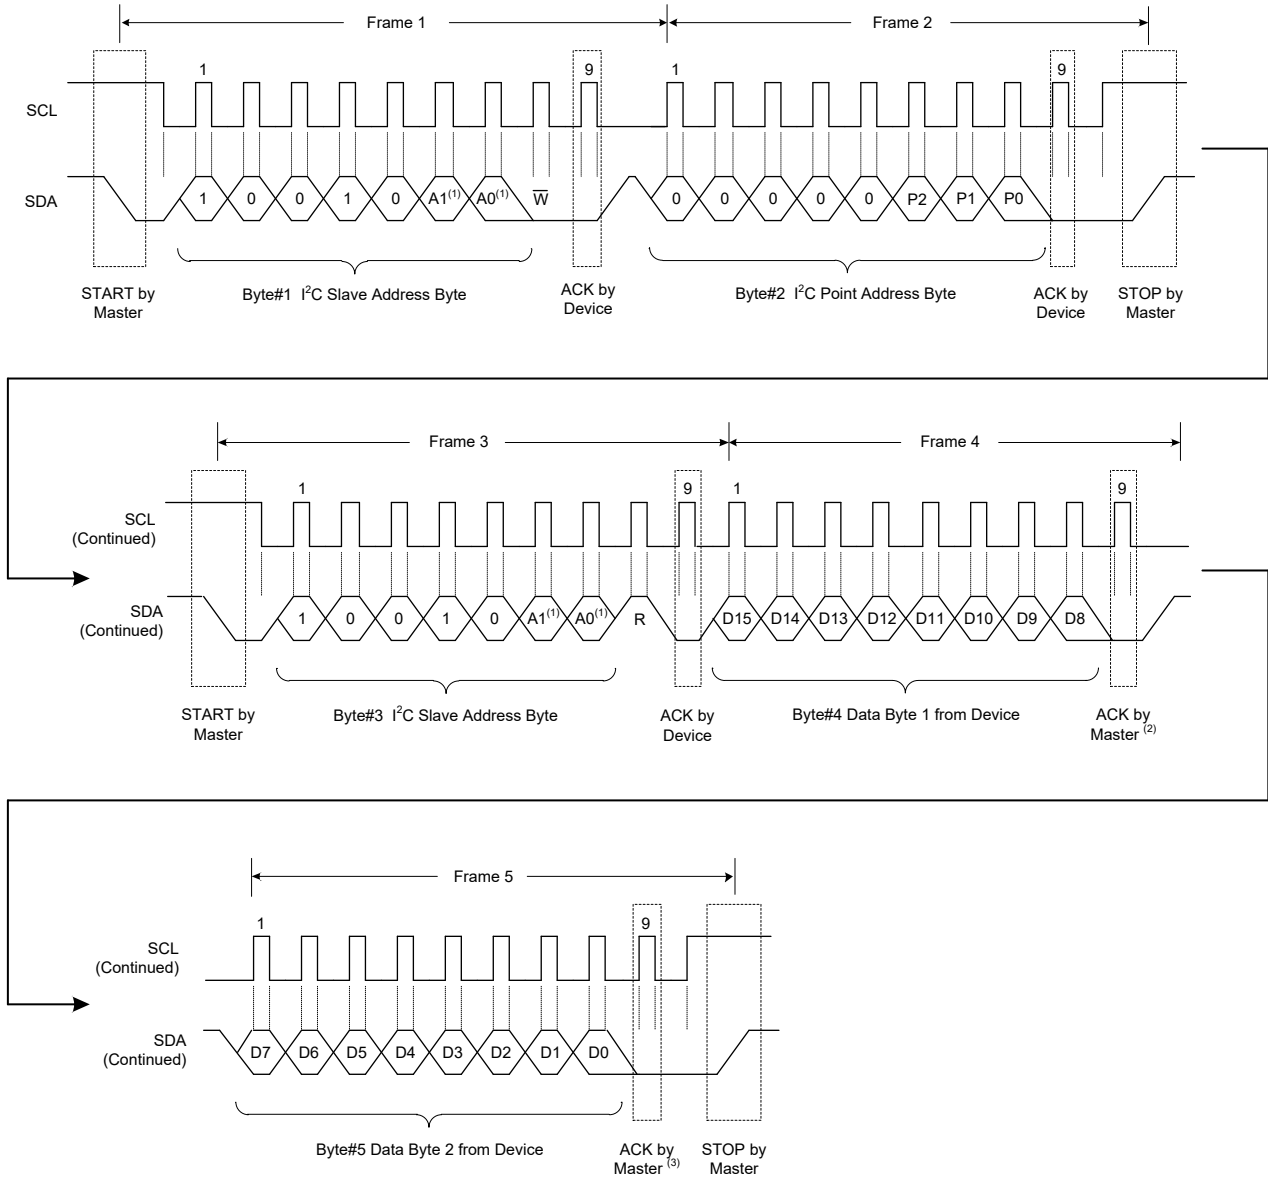 Frame 1 Frame 2
1 9 1 9
SCL
SDA 1 0 0 1 0 A1(1) A0(1) W̅ 0 0 0 0 0 P2 P1 P0
START by
Master
Byte#1 I²C Slave Address Byte
ACK by
Device
Byte#2 I²C Point Address Byte
ACK by
Device
STOP by
Master
Frame 3 Frame 4
1 9 1 9
SCL
(Continued)
SDA
(Continued)
1 0 0 1 0 A1(1) A0(1) R D15 D14 D13 D12 D11 D10 D9 D8
START by
Master
Byte#3 I²C Slave Address Byte
ACK by
Device
Byte#4 Data Byte 1 from Device
ACK by
Master (2)
Frame 5
1 9
SCL
(Continued)
SDA
(Continued)
D7 D6 D5 D4 D3 D2 D1 D0
Byte#5 Data Byte 2 from Device
ACK by
Master (3)
STOP by
Master